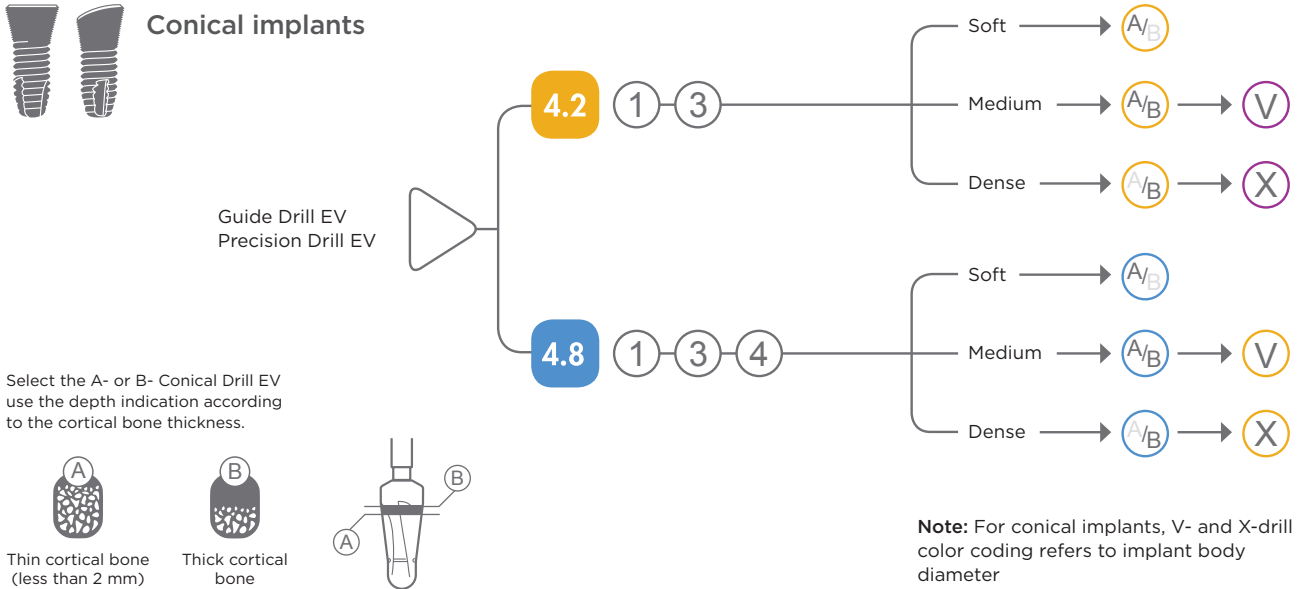 Conical implants
Guide Drill EV
Precision Drill EV
4.2
1
3
Soft
A/B
Medium
A/B
V
Dense
A/B
X
4.8
1
3
4
Soft
A/B
Medium
A/B
V
Dense
A/B
X
Select the A- or B- Conical Drill EV
use the depth indication according
to the cortical bone thickness.
A
Thin cortical bone
(less than 2 mm)
B
Thick cortical
bone
B
A
Note: For conical implants, V- and X-drill
color coding refers to implant body
diameter